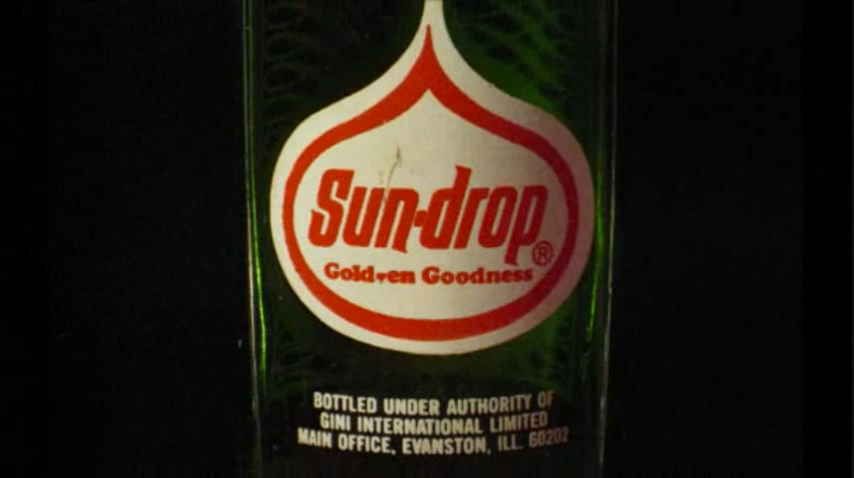 Sun-drop®
Gold-en Goodness
BOTTLED UNDER AUTHORITY OF
GINI INTERNATIONAL LIMITED
MAIN OFFICE, EVANSTON, ILL. 60202